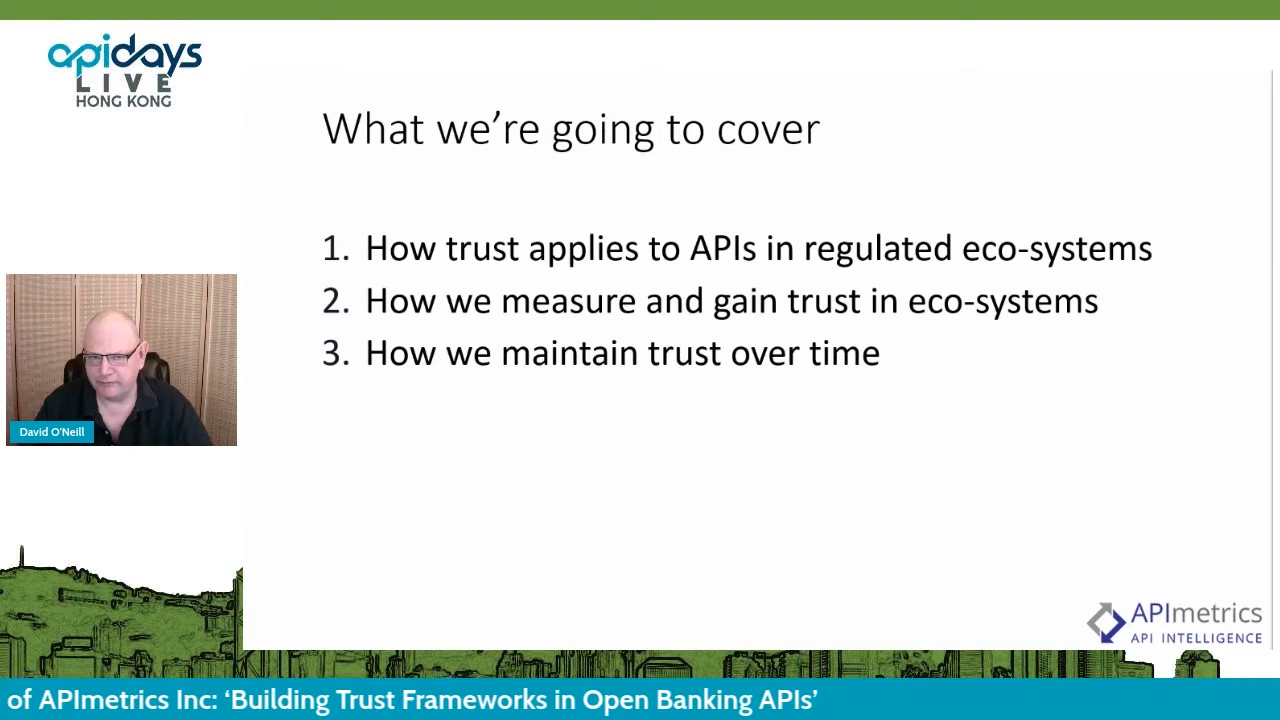 apidays
LIVE
HONG KONG
What we're going to cover
1. How trust applies to APIs in regulated eco-systems
2. How we measure and gain trust in eco-systems
3. How we maintain trust over time
David O'Neill
APImetrics
API INTELLIGENCE
of APImetrics Inc: ‘Building Trust Frameworks in Open Banking APIs’